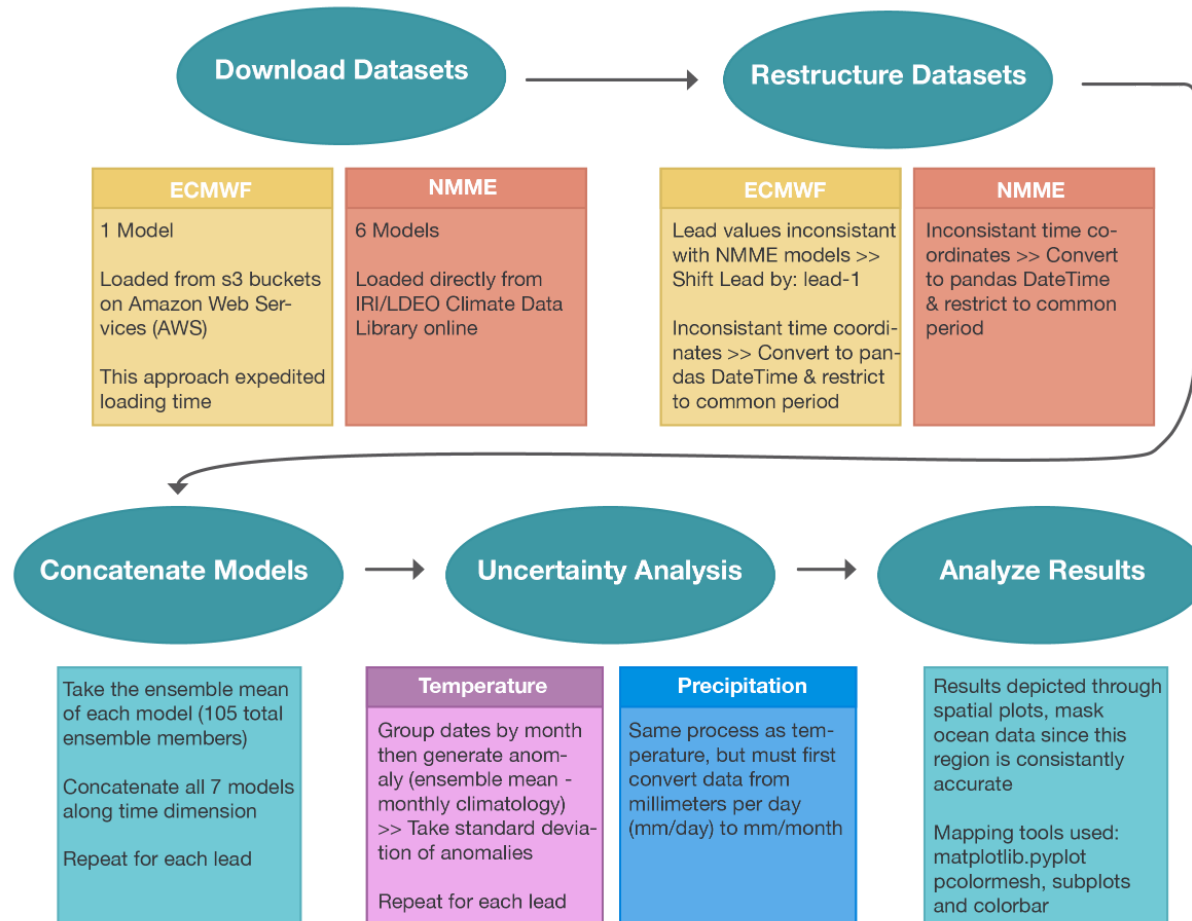 Download Datasets
Restructure Datasets
ECMWF
1 Model
Loaded from s3 buckets
on Amazon Web Ser-
vices (AWS)
This approach expedited
loading time
NMME
6 Models
Loaded directly from
IRI/LDEO Climate Data
Library online
ECMWF
Lead values inconsistant
with NMME models >>
Shift Lead by: lead-1
Inconsistant time coordi-
nates >> Convert to pan-
das DateTime & restrict
to common period
NMME
Inconsistant time co-
ordinates >> Convert
to pandas DateTime
& restrict to common
period
Concatenate Models
Uncertainty Analysis
Analyze Results
Take the ensemble mean
of each model (105 total
ensemble members)
Concatenate all 7 models
along time dimension
Repeat for each lead
Temperature
Group dates by month
then generate anom-
aly (ensemble mean -
monthly climatology)
>> Take standard devia-
tion of anomalies
Repeat for each lead
Precipitation
Same process as tem-
perature, but must first
convert data from
millimeters per day
(mm/day) to mm/month
Results depicted through
spatial plots, mask
ocean data since this
region is consistantly
accurate
Mapping tools used:
matplotlib.pyplot
pcolormesh, subplots
and colorbar